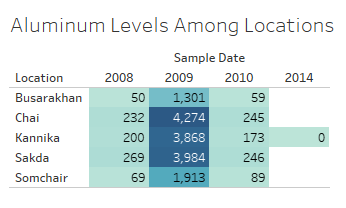 Aluminum Levels Among Locations
Sample Date
Location 2008 2009 2010 2014
Busarakhan 50 1,301 59
Chai 232 4,274 245
Kannika 200 3,868 173 0
Sakda 269 3,984 246
Somchair 69 1,913 89